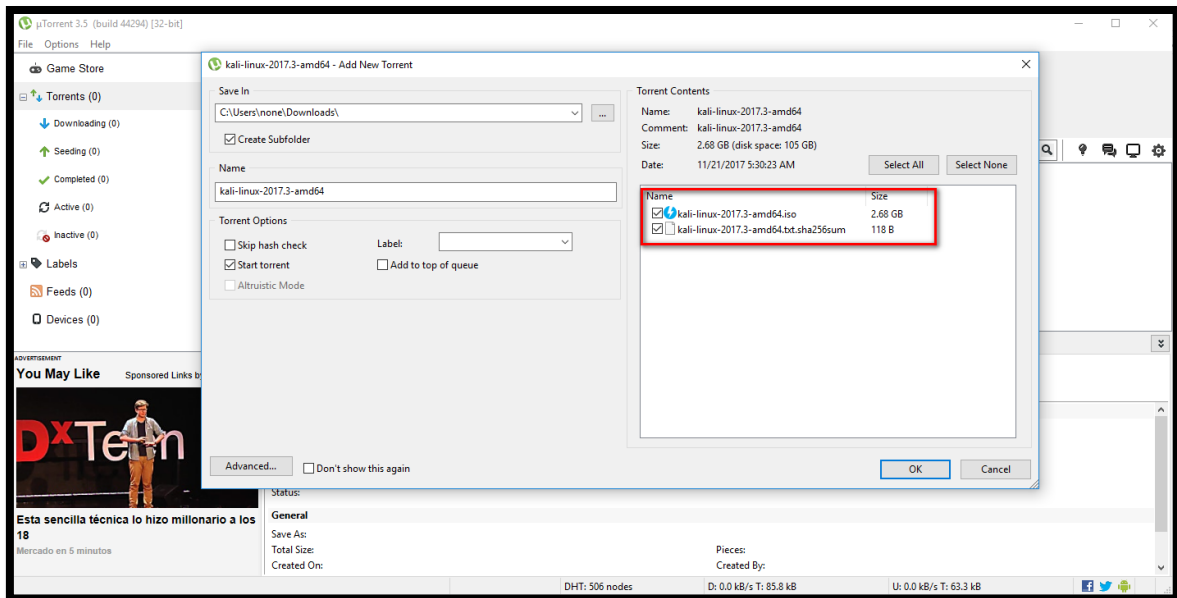 µTorrent 3.5 (build 44294) [32-bit]
File Options Help
Game Store
Torrents (0)
Downloading (0)
Seeding (0)
Completed (0)
Active (0)
Inactive (0)
Labels
Feeds (0)
Devices (0)
ADVERTISEMENT
You May Like Sponsored Links b
DxTe n
Esta sencilla técnica lo hizo millonario a los
18
Mercado en 5 minutos
kali-linux-2017.3-amd64 - Add New Torrent
Save In
C:\Users\none\Downloads\
...
Create Subfolder
Name
kali-linux-2017.3-amd64
Torrent Options
Skip hash check Label:
Start torrent Add to top of queue
Altruistic Mode
Advanced... Don't show this again
Torrent Contents
Name: kali-linux-2017.3-amd64
Comment: kali-linux-2017.3-amd64
Size: 2.68 GB (disk space: 105 GB)
Date: 11/21/2017 5:30:23 AM Select All Select None
Name Size
kali-linux-2017.3-amd64.iso 2.68 GB
kali-linux-2017.3-amd64.txt.sha256sum 118 B
OK Cancel
Status:
General
Save As:
Total Size: Pieces:
Created On: Created By:
DHT: 506 nodes D: 0.0 kB/s T: 85.8 kB U: 0.0 kB/s T: 63.3 kB